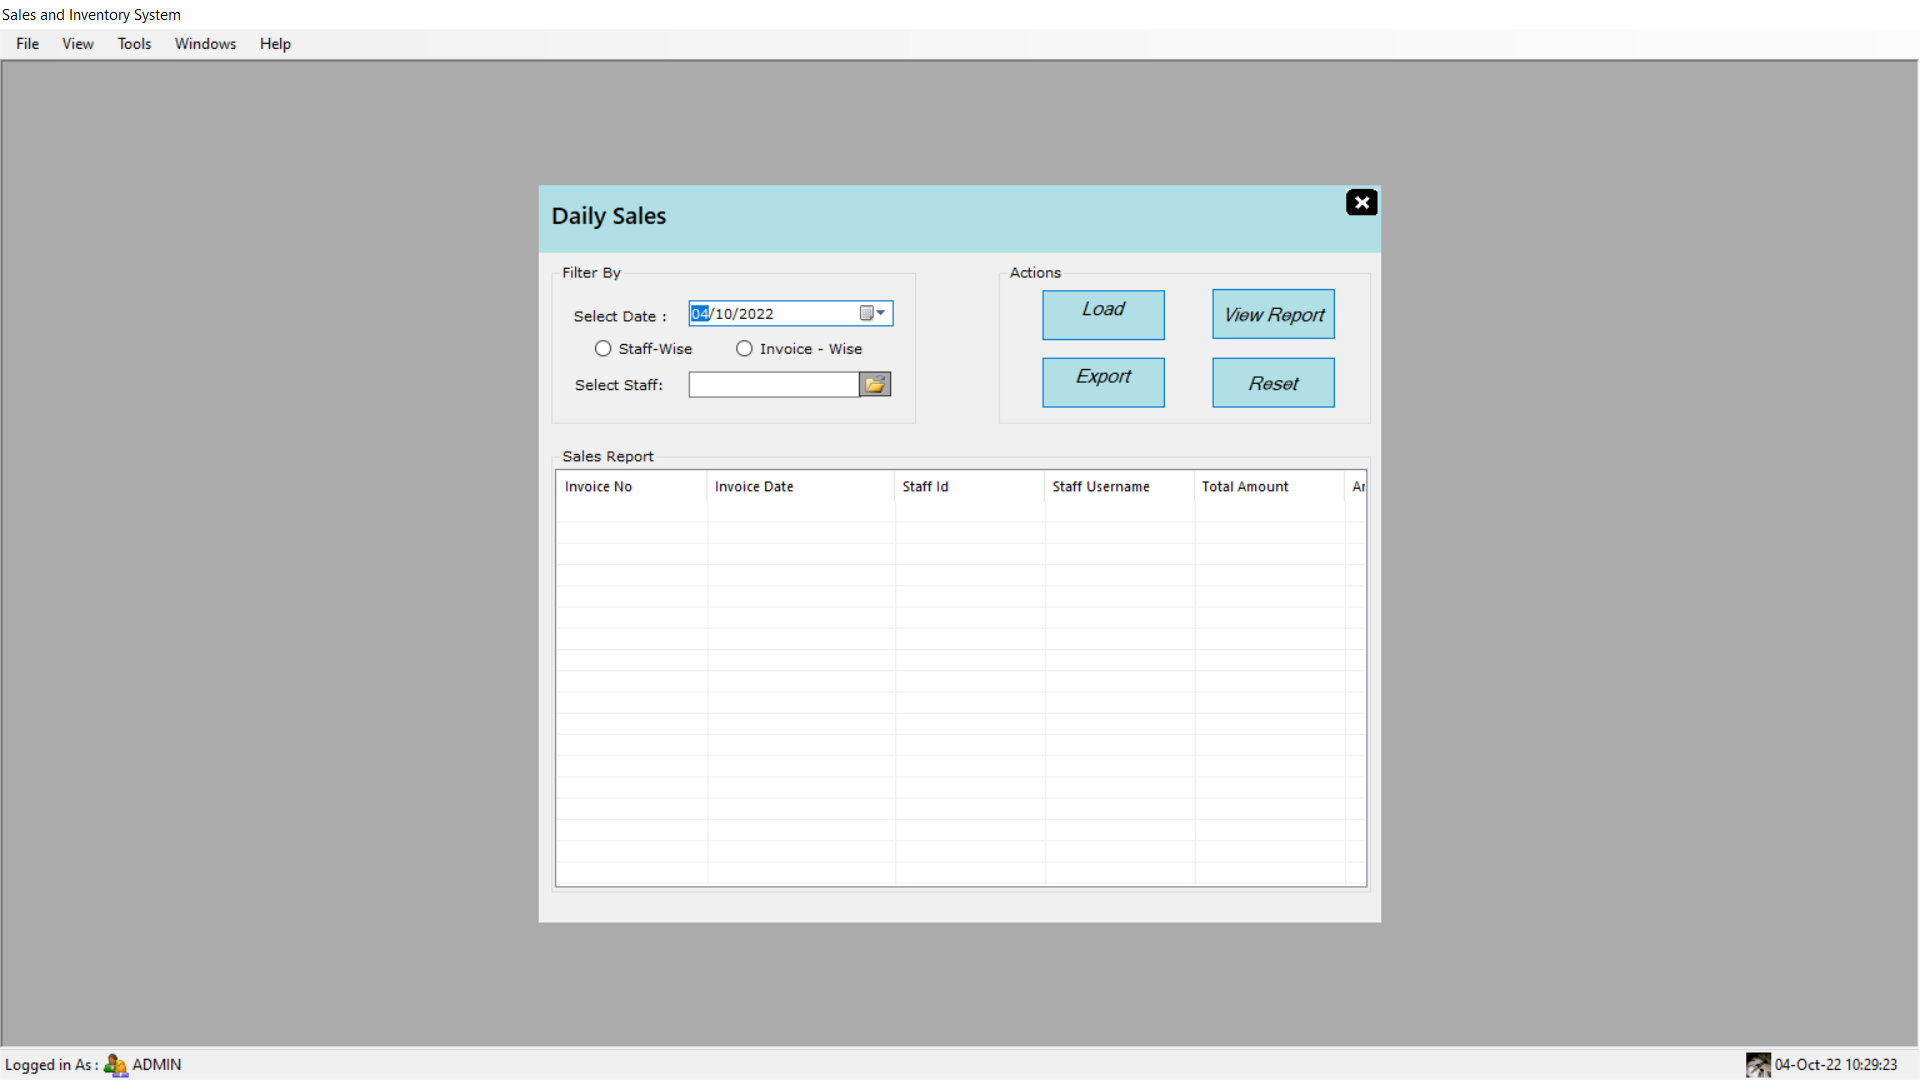 Sales and Inventory System
File View Tools Windows Help
Daily Sales
Filter By
Select Date : 04/10/2022
Staff-Wise Invoice - Wise
Select Staff:
Actions
Load View Report
Export Reset
Sales Report
Invoice No Invoice Date Staff Id Staff Username Total Amount Ar
Logged in As : ADMIN 04-Oct-22 10:29:23